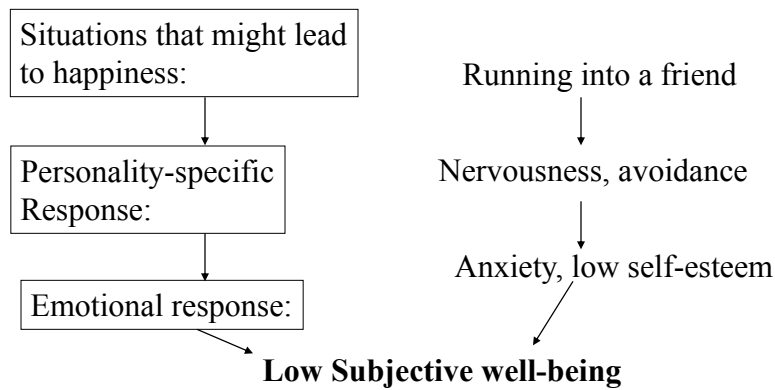 Situations that might lead
to happiness:
Running into a friend
Personality-specific
Response:
Nervousness, avoidance
Anxiety, low self-esteem
Emotional response:
Low Subjective well-being